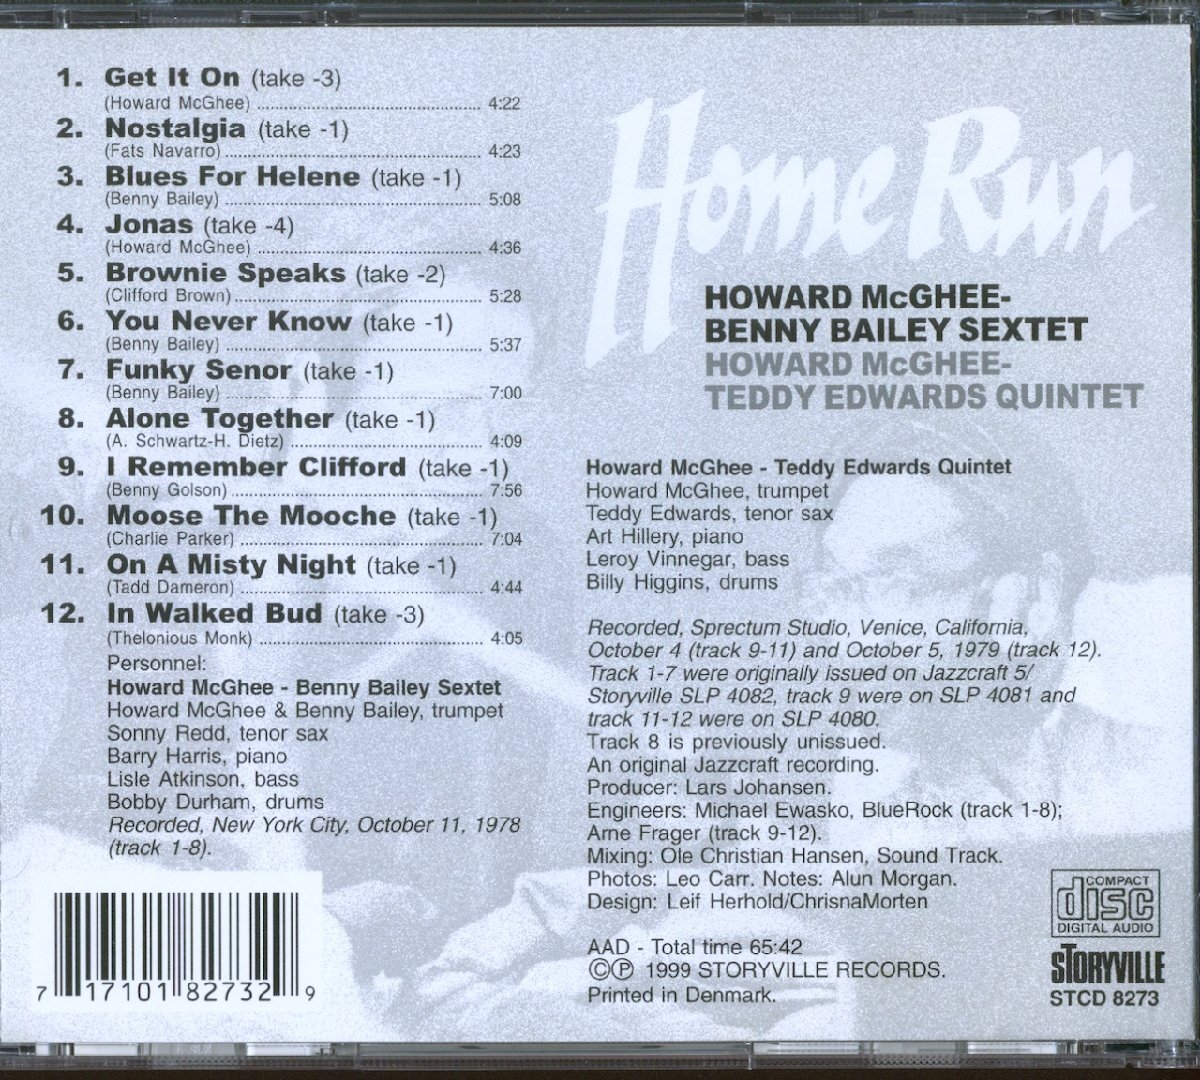 1. Get It On (take -3)
(Howard McGhee) 4:22
2. Nostalgia (take -1)
(Fats Navarro) 4:23
3. Blues For Helene (take -1)
(Benny Bailey) 5:08
4. Jonas (take -4)
(Howard McGhee) 4:36
5. Brownie Speaks (take -2)
(Clifford Brown) 5:28
6. You Never Know (take -1)
(Benny Bailey) 5:37
7. Funky Senor (take -1)
(Benny Bailey) 7:00
8. Alone Together (take -1)
(A. Schwartz-H. Dietz) 4:09
9. I Remember Clifford (take -1)
(Benny Golson) 7:56
10. Moose The Mooche (take -1)
(Charlie Parker) 7:04
11. On A Misty Night (take -1)
(Tadd Dameron) 4:44
12. In Walked Bud (take -3)
(Thelonious Monk) 4:05
Personnel:
Howard McGhee - Benny Bailey Sextet
Howard McGhee & Benny Bailey, trumpet
Sonny Redd, tenor sax
Barry Harris, piano
Lisle Atkinson, bass
Bobby Durham, drums
Recorded, New York City, October 11, 1978
(track 1-8).
7 17101 82732 9
Home Run
HOWARD McGHEE-
BENNY BAILEY SEXTET
HOWARD McGHEE-
TEDDY EDWARDS QUINTET
Howard McGhee - Teddy Edwards Quintet
Howard McGhee, trumpet
Teddy Edwards, tenor sax
Art Hillery, piano
Leroy Vinnegar, bass
Billy Higgins, drums
Recorded, Sprectum Studio, Venice, California,
October 4 (track 9-11) and October 5, 1979 (track 12).
Track 1-7 were originally issued on Jazzcraft 5/
Storyville SLP 4082, track 9 were on SLP 4081 and
track 11-12 were on SLP 4080.
Track 8 is previously unissued.
An original Jazzcraft recording.
Producer: Lars Johansen.
Engineers: Michael Ewasko, BlueRock (track 1-8);
Arne Frager (track 9-12).
Mixing: Ole Christian Hansen, Sound Track.
Photos: Leo Carr. Notes: Alun Morgan.
Design: Leif Herhold/ChrisnaMorten
AAD - Total time 65:42
©℗ 1999 STORYVILLE RECORDS.
Printed in Denmark.
COMPACT
disc
DIGITAL AUDIO
STORYVILLE
STCD 8273